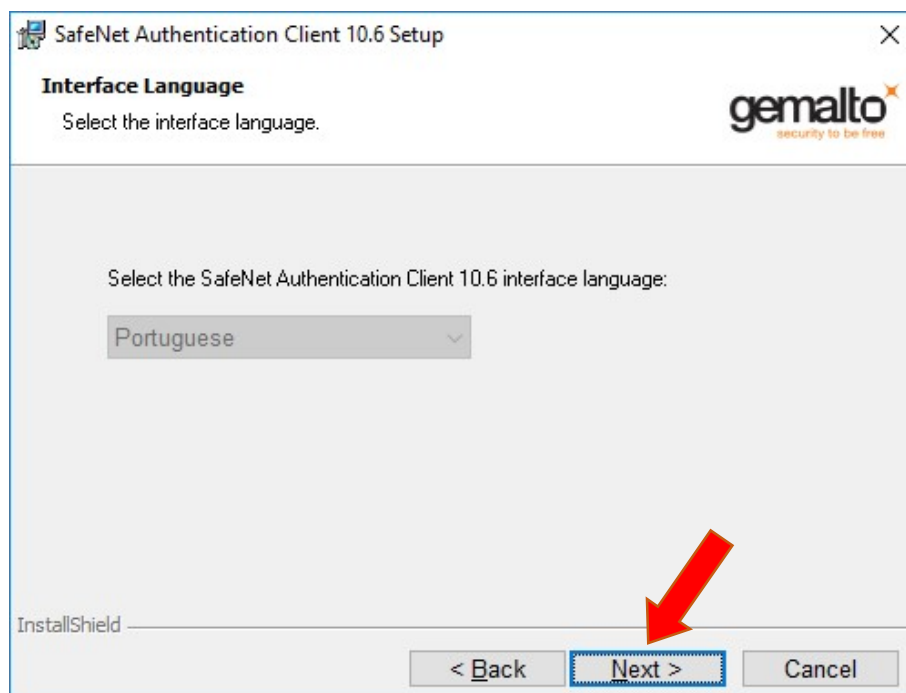 SafeNet Authentication Client 10.6 Setup
Interface Language
Select the interface language.
gemalto
security to be free
Select the SafeNet Authentication Client 10.6 interface language:
Portuguese
InstallShield
< Back
Next >
Cancel